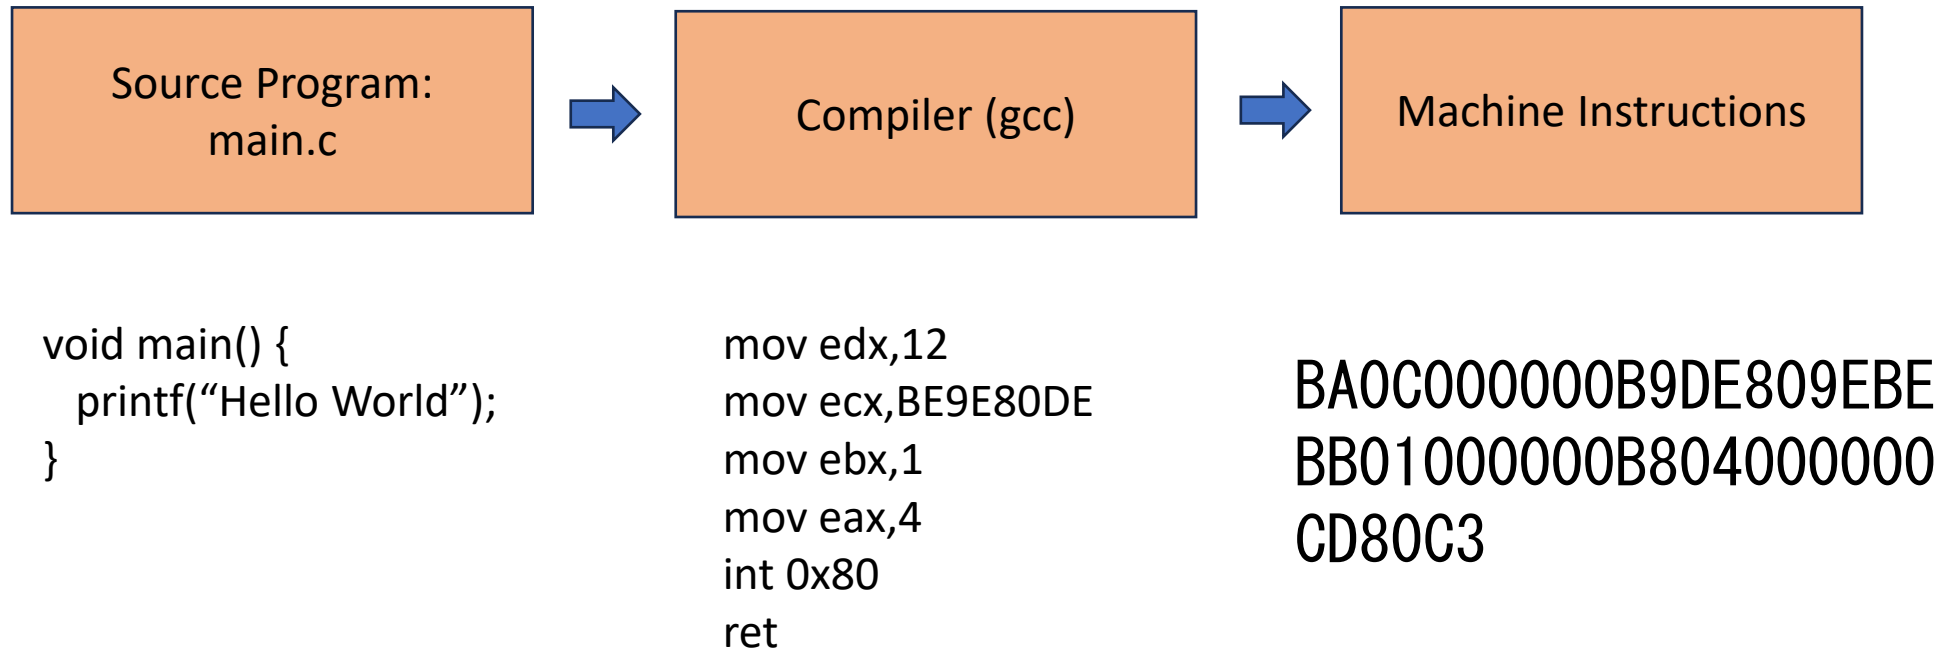 Source Program:
main.c
Compiler (gcc)
Machine Instructions
void main() {
printf(“Hello World”);
}
mov edx,12
mov ecx,BE9E80DE
mov ebx,1
mov eax,4
int 0x80
ret
BA0C000000B9DE809EBE
BB01000000B804000000
CD80C3